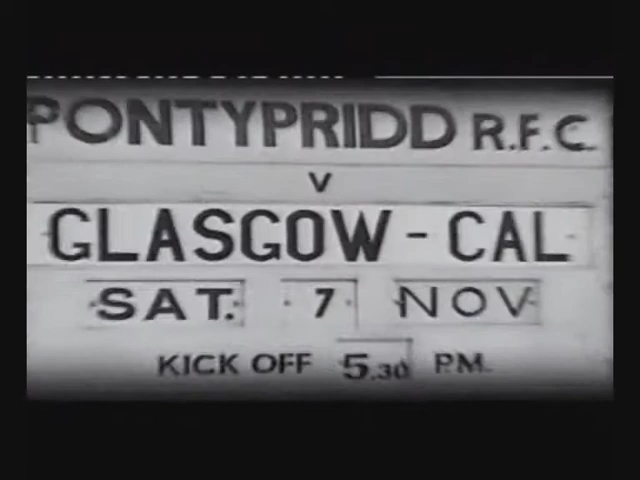 PONTYPRIDD R.F.C.
V
GLASGOW - CAL
SAT. 7 NOV
KICK OFF 5.30 P.M.